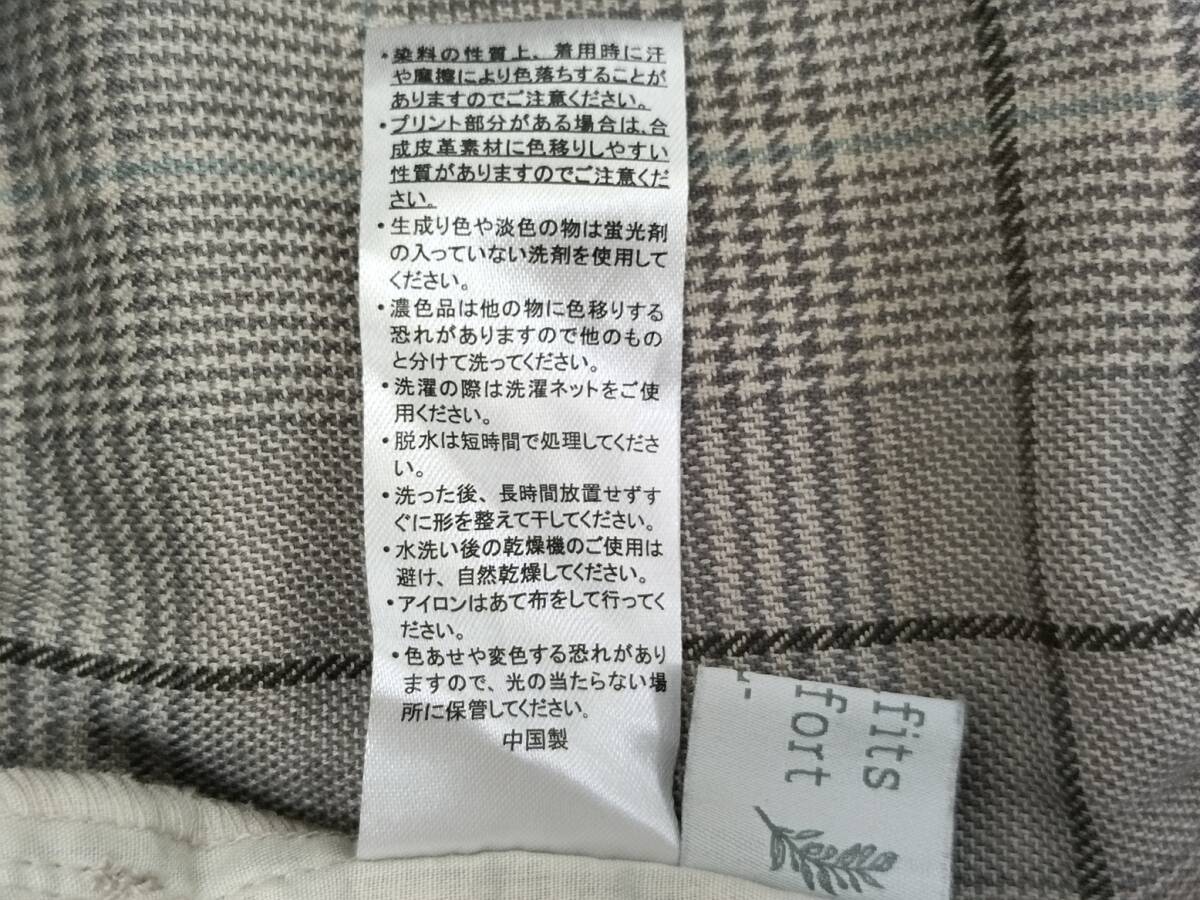 ・染料の性質上、着用時に汗
や摩擦により色落ちすることが
ありますのでご注意ください。
・プリント部分がある場合は、合
成皮革素材に色移りしやすい
性質がありますのでご注意くだ
さい。
・生成り色や淡色の物は蛍光剤
の入っていない洗剤を使用して
ください。
・濃色品は他の物に色移りする
恐れがありますので他のもの
と分けて洗ってください。
・洗濯の際は洗濯ネットをご使
用ください。
・脱水は短時間で処理してくださ
い。
・洗った後、長時間放置せずす
ぐに形を整えて干してください。
・水洗い後の乾燥機のご使用は
避け、自然乾燥してください。
・アイロンはあて布をして行ってく
ださい。
・色あせや変色する恐れがあり
ますので、光の当たらない場
所に保管してください。
中国製
fits
fort